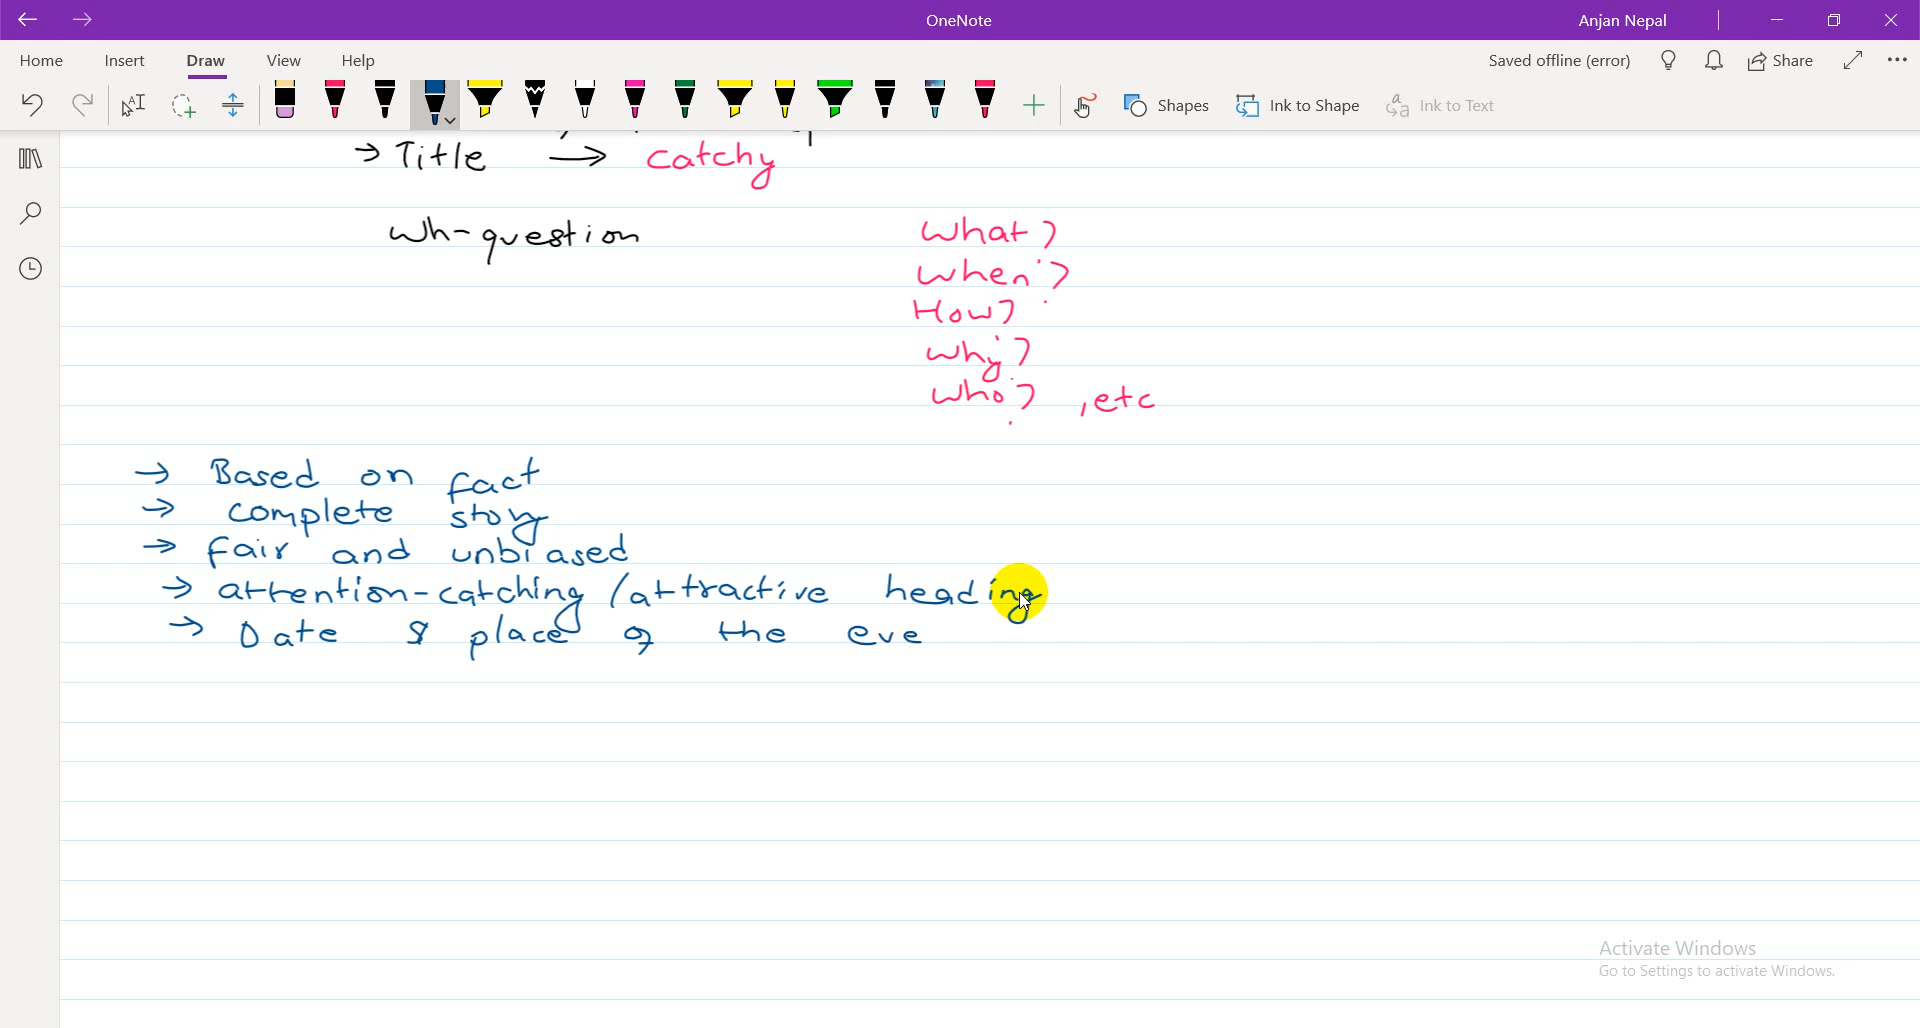 OneNote
Anjan Nepal
Home Insert Draw View Help
Saved offline (error) Share
Shapes Ink to Shape Ink to Text
→ Title → catchy
Wh-question What?
When?
How?
Why?
Who? , etc
→ Based on fact
→ complete story
→ fair and unbiased
→ attention-catching / attractive heading
→ Date & place of the eve
Activate Windows
Go to Settings to activate Windows.